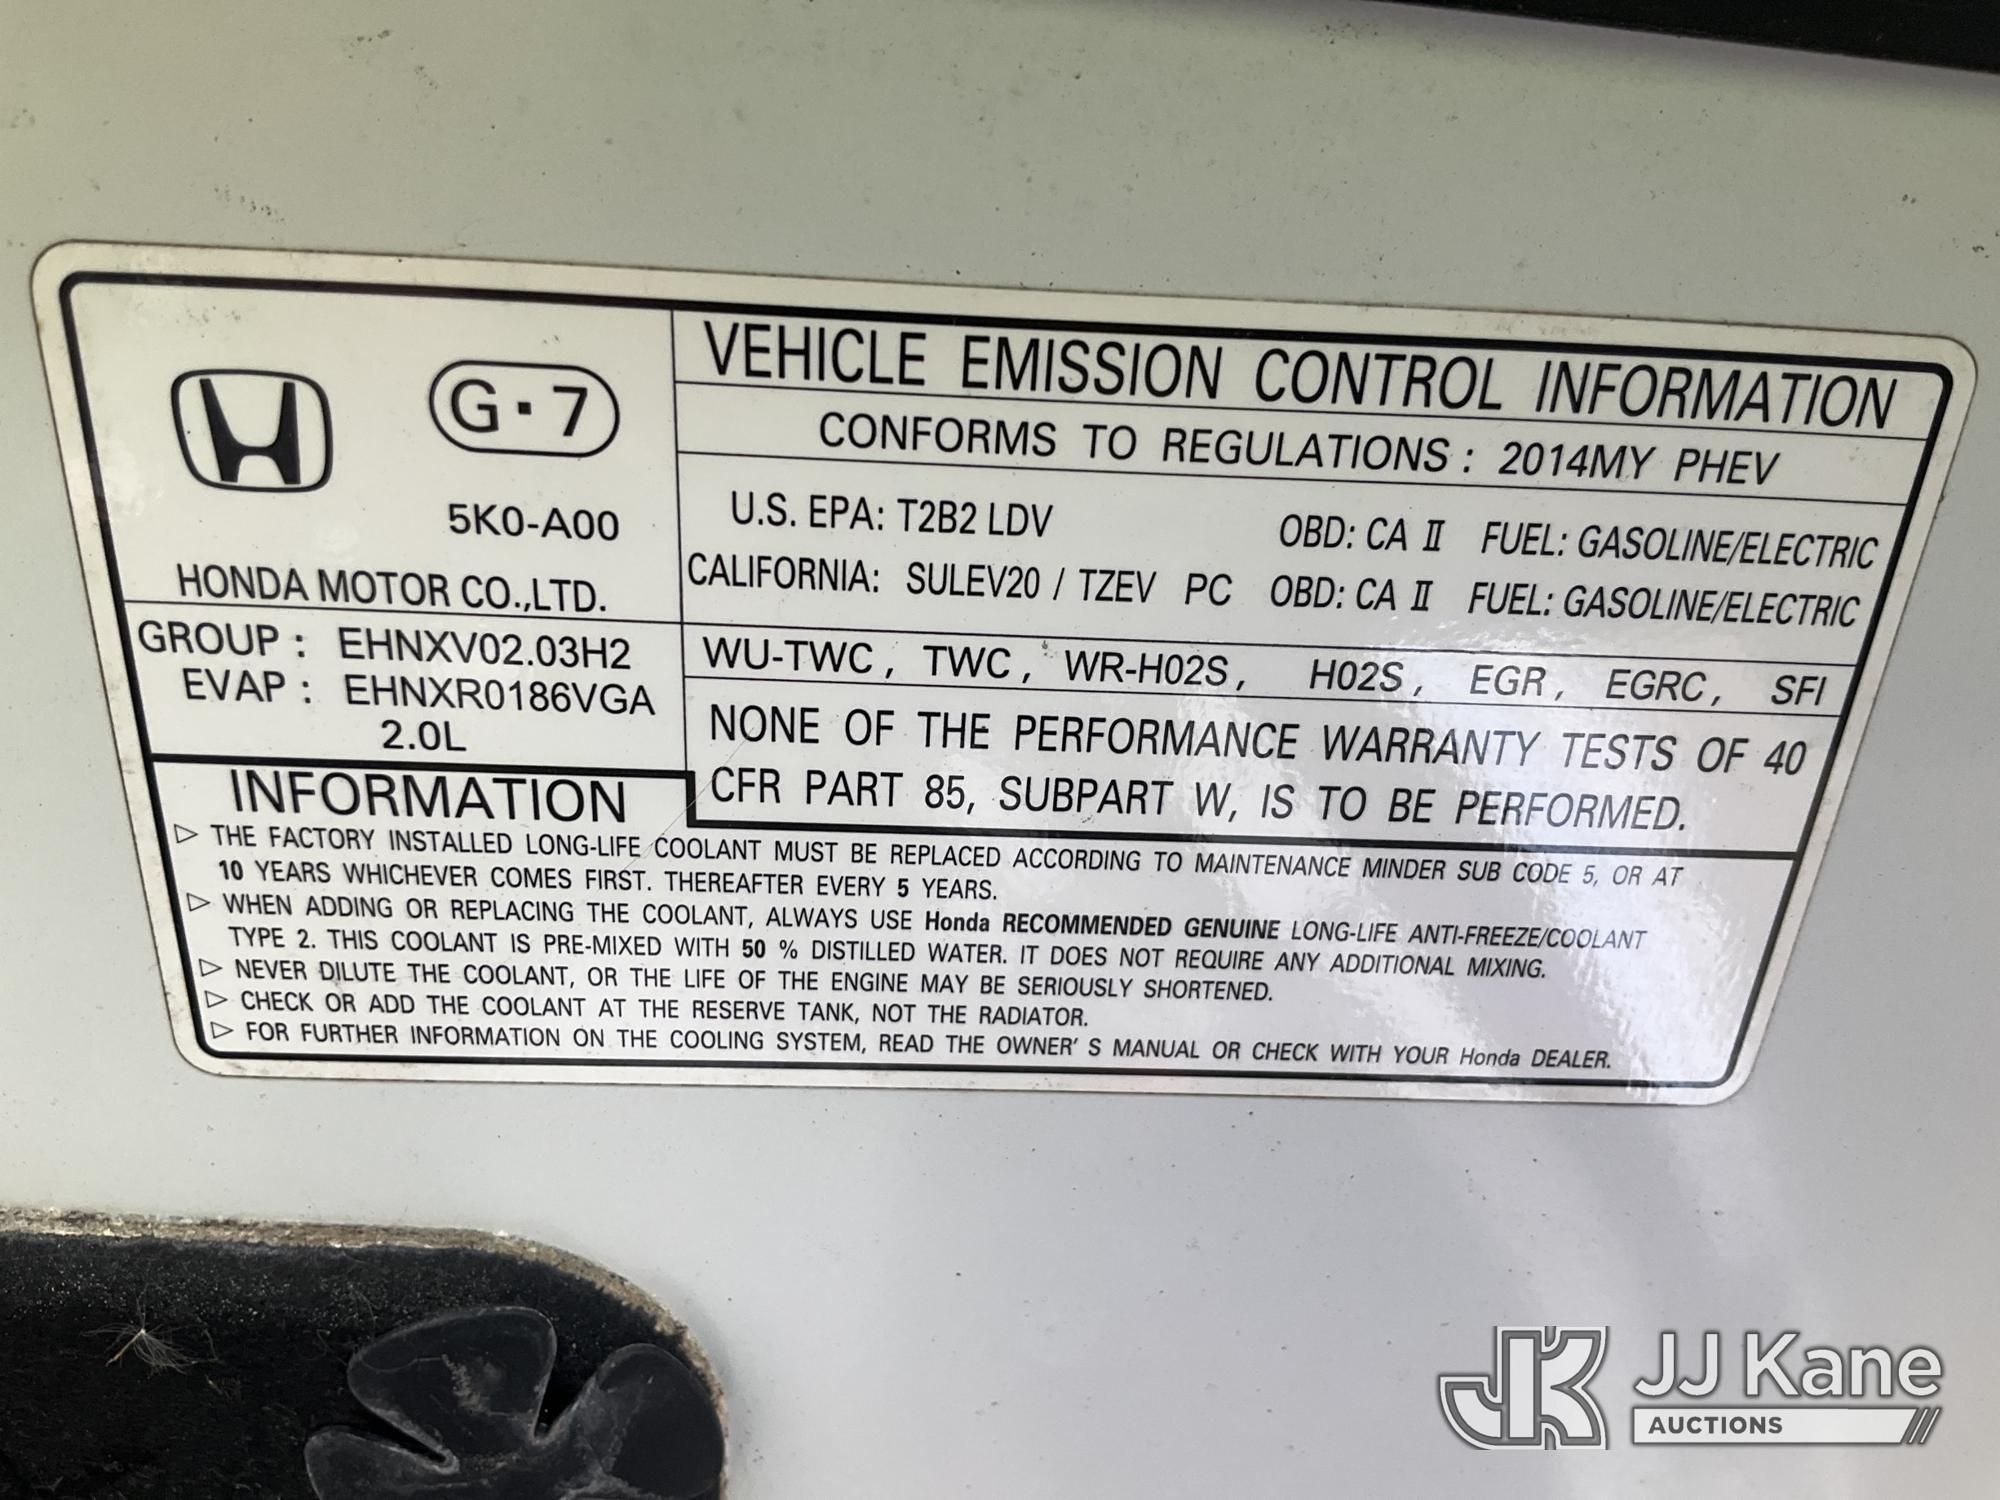 G·7
5K0-A00
HONDA MOTOR CO.,LTD.
GROUP : EHNXV02.03H2
EVAP : EHNXR0186VGA
2.0L
VEHICLE EMISSION CONTROL INFORMATION
CONFORMS TO REGULATIONS : 2014MY PHEV
U.S. EPA: T2B2 LDV OBD: CA II FUEL: GASOLINE/ELECTRIC
CALIFORNIA: SULEV20 / TZEV PC OBD: CA II FUEL: GASOLINE/ELECTRIC
WU-TWC, TWC, WR-HO2S, HO2S, EGR, EGRC, SFI
NONE OF THE PERFORMANCE WARRANTY TESTS OF 40
CFR PART 85, SUBPART W, IS TO BE PERFORMED.
INFORMATION
▷ THE FACTORY INSTALLED LONG-LIFE COOLANT MUST BE REPLACED ACCORDING TO MAINTENANCE MINDER SUB CODE 5, OR AT
10 YEARS WHICHEVER COMES FIRST. THEREAFTER EVERY 5 YEARS.
▷ WHEN ADDING OR REPLACING THE COOLANT, ALWAYS USE Honda RECOMMENDED GENUINE LONG-LIFE ANTI-FREEZE/COOLANT
TYPE 2. THIS COOLANT IS PRE-MIXED WITH 50 % DISTILLED WATER. IT DOES NOT REQUIRE ANY ADDITIONAL MIXING.
▷ NEVER DILUTE THE COOLANT, OR THE LIFE OF THE ENGINE MAY BE SERIOUSLY SHORTENED.
▷ CHECK OR ADD THE COOLANT AT THE RESERVE TANK, NOT THE RADIATOR.
▷ FOR FURTHER INFORMATION ON THE COOLING SYSTEM, READ THE OWNER' S MANUAL OR CHECK WITH YOUR Honda DEALER.
JK JJ Kane
AUCTIONS